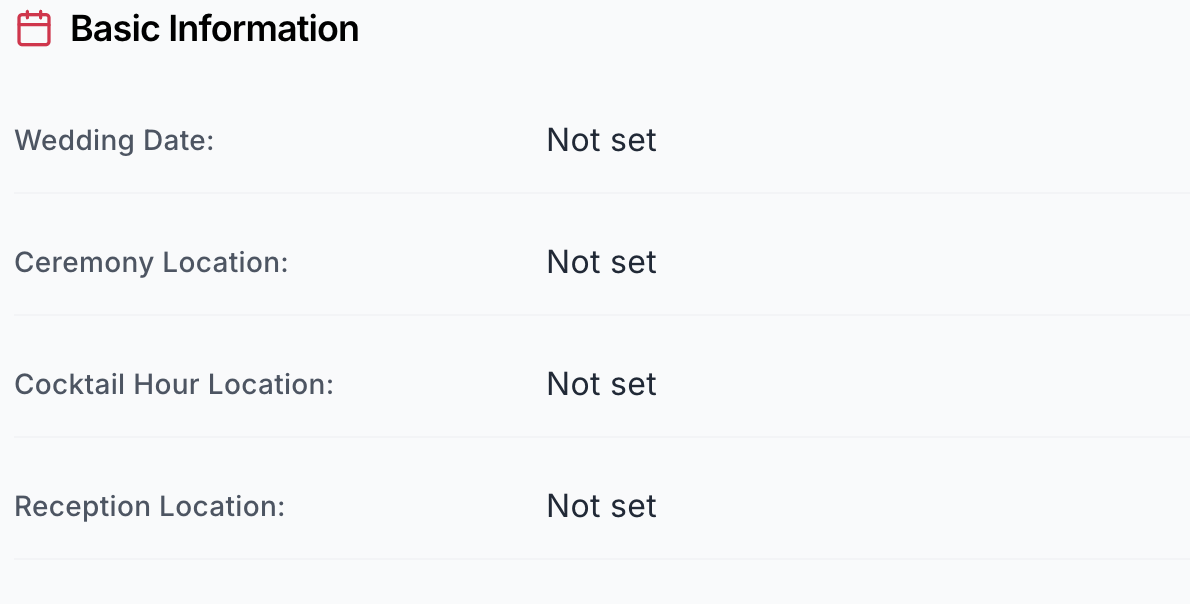 Basic Information
Wedding Date: Not set
Ceremony Location: Not set
Cocktail Hour Location: Not set
Reception Location: Not set